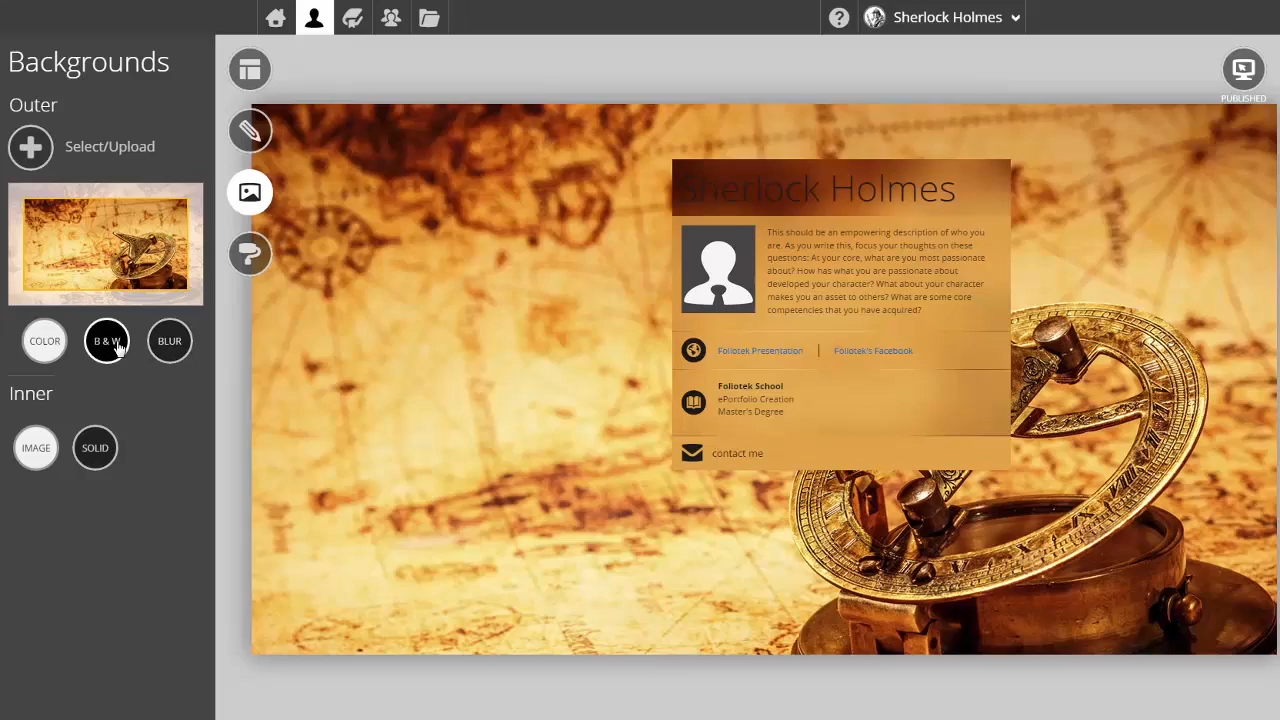 Sherlock Holmes
Backgrounds
Outer
Select/Upload
PUBLISHED
COLOR
B & W
BLUR
Inner
IMAGE
SOLID
Sherlock Holmes
This should be an empowering description of who you
are. As you write this, focus your thoughts on these
questions: At your core, what are you most passionate
about? How has what you are passionate about
developed your character? What about your character
makes you an asset to others? What are some core
competencies that you have acquired?
Foliotek Presentation
Foliotek's Facebook
Foliotek School
ePortfolio Creation
Master's Degree
contact me